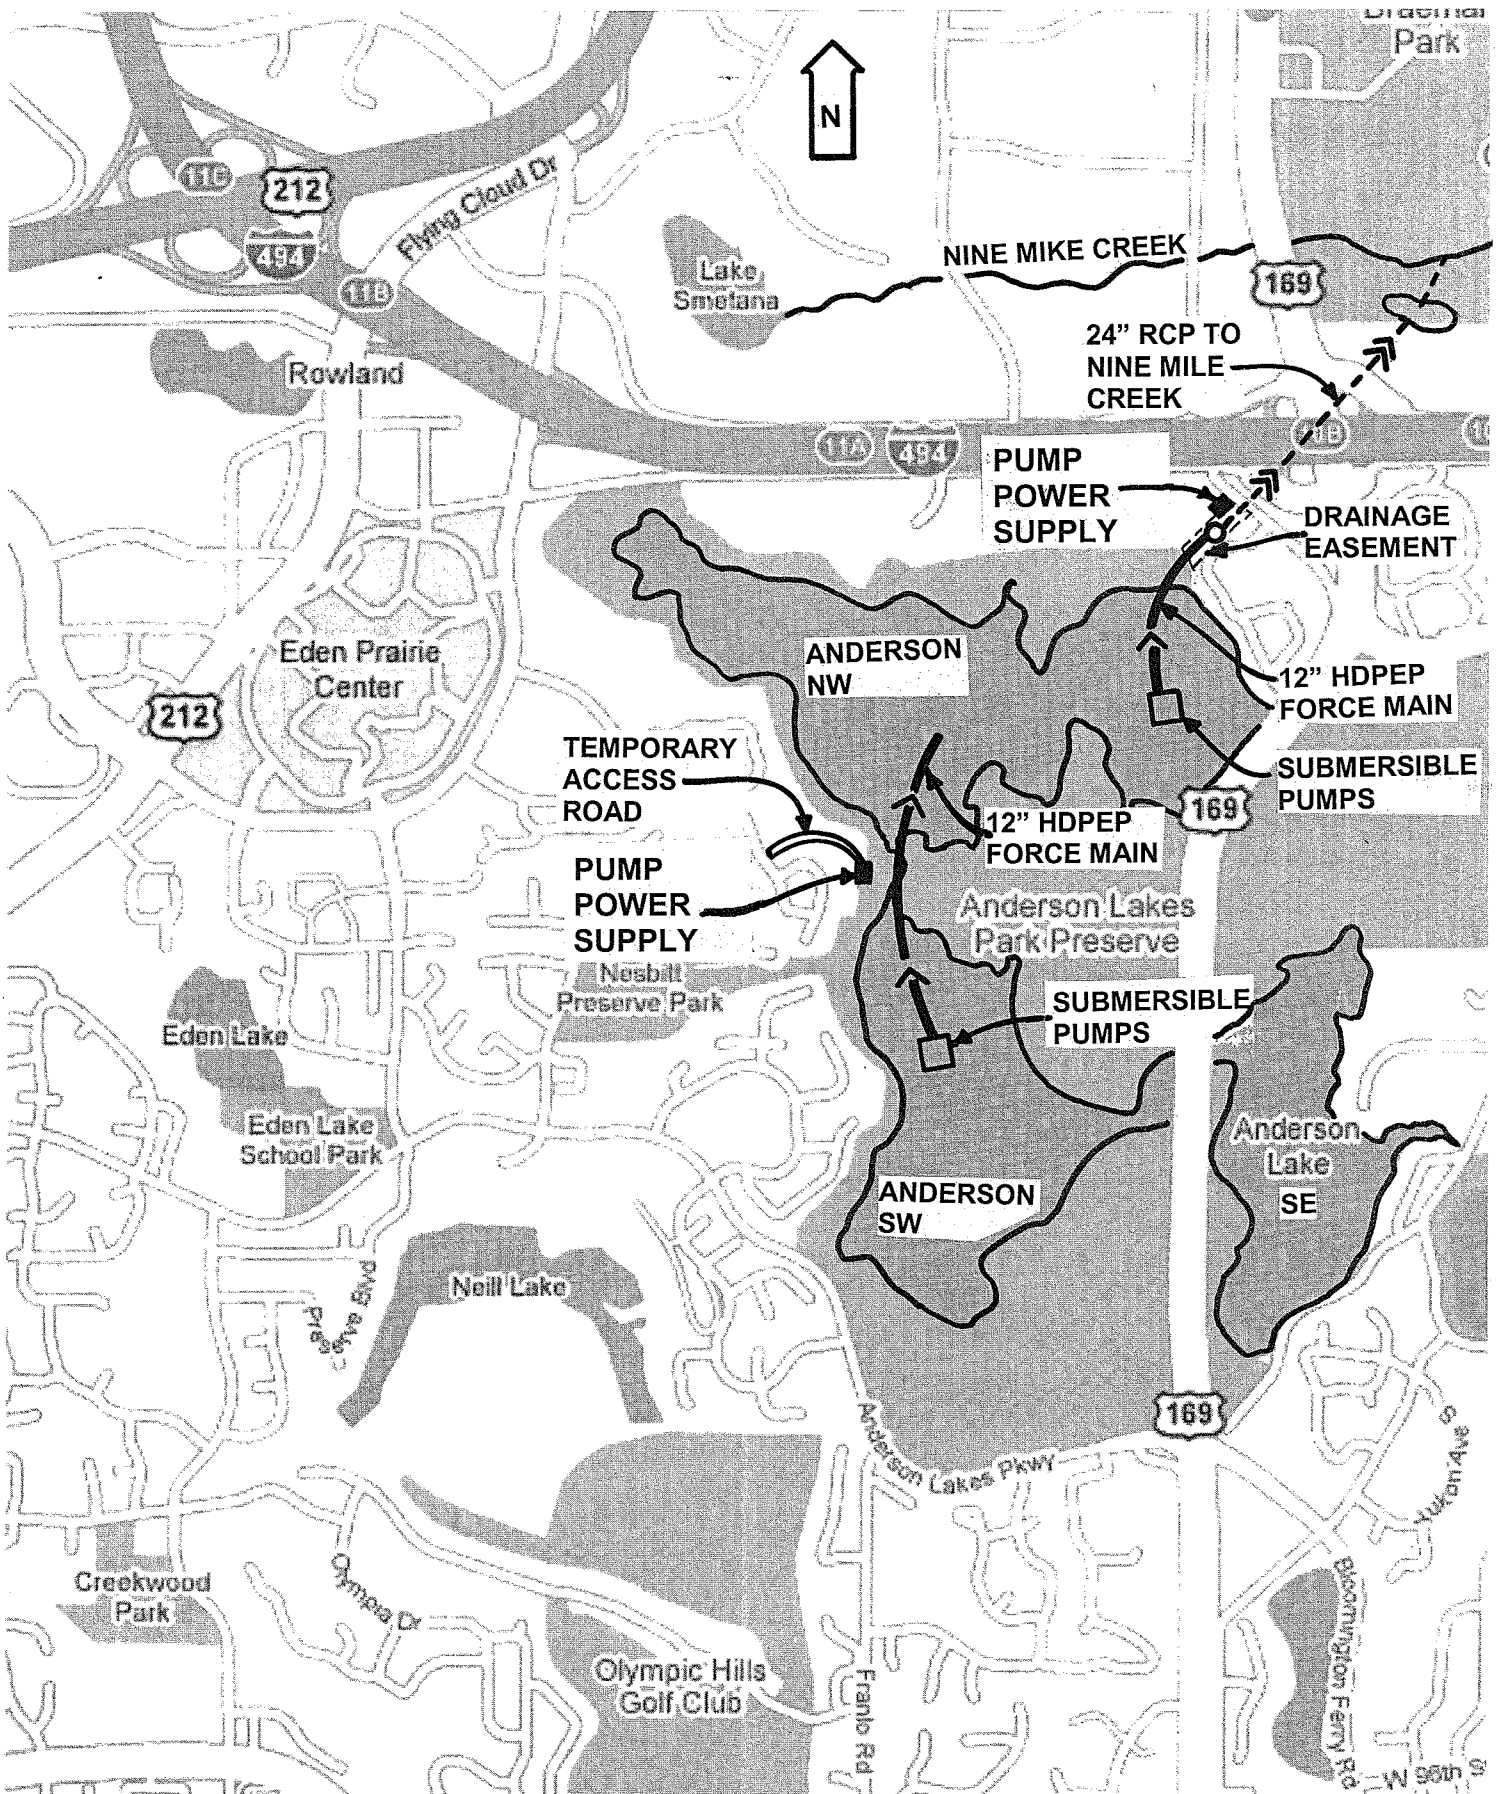 Braemar
Park
N
11C
212
Flying Cloud Dr
494
11B
NINE MIKE CREEK
Lake
Smetana
169
24” RCP TO
NINE MILE
CREEK
Rowland
11A
494
PUMP
POWER
SUPPLY
DRAINAGE
EASEMENT
Eden Prairie
Center
ANDERSON
NW
212
12” HDPEP
FORCE MAIN
TEMPORARY
ACCESS
ROAD
SUBMERSIBLE
PUMPS
169
12” HDPEP
FORCE MAIN
PUMP
POWER
SUPPLY
Anderson Lakes
Park Preserve
Nesbitt
Preserve Park
SUBMERSIBLE
PUMPS
Eden Lake
Eden Lake
School Park
Anderson
Lake
SE
ANDERSON
SW
Neill Lake
Preserve Blvd
169
Anderson Lakes Pkwy
Yukon Ave S
Creekwood
Park
Olympia Dr
Bloomington Ferry Rd
Olympic Hills
Golf Club
Franlo Rd
W 96th S